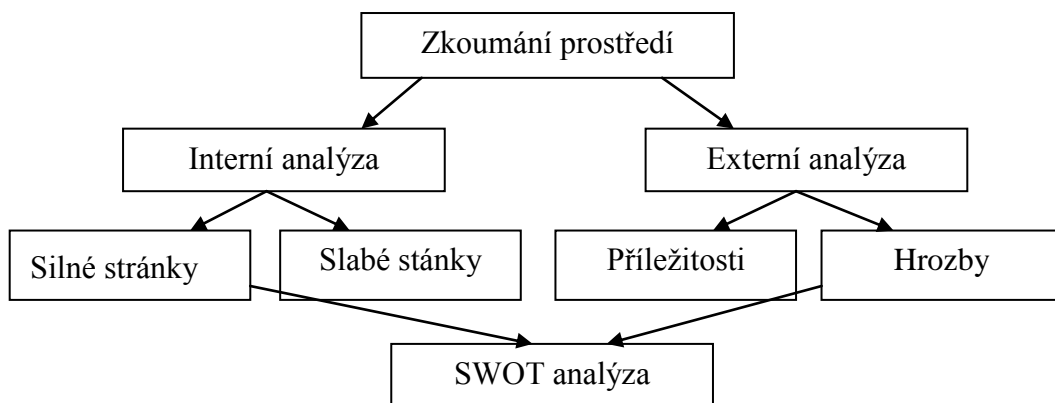 Zkoumání prostředí
Interní analýza
Externí analýza
Silné stránky
Slabé stánky
Příležitosti
Hrozby
SWOT analýza